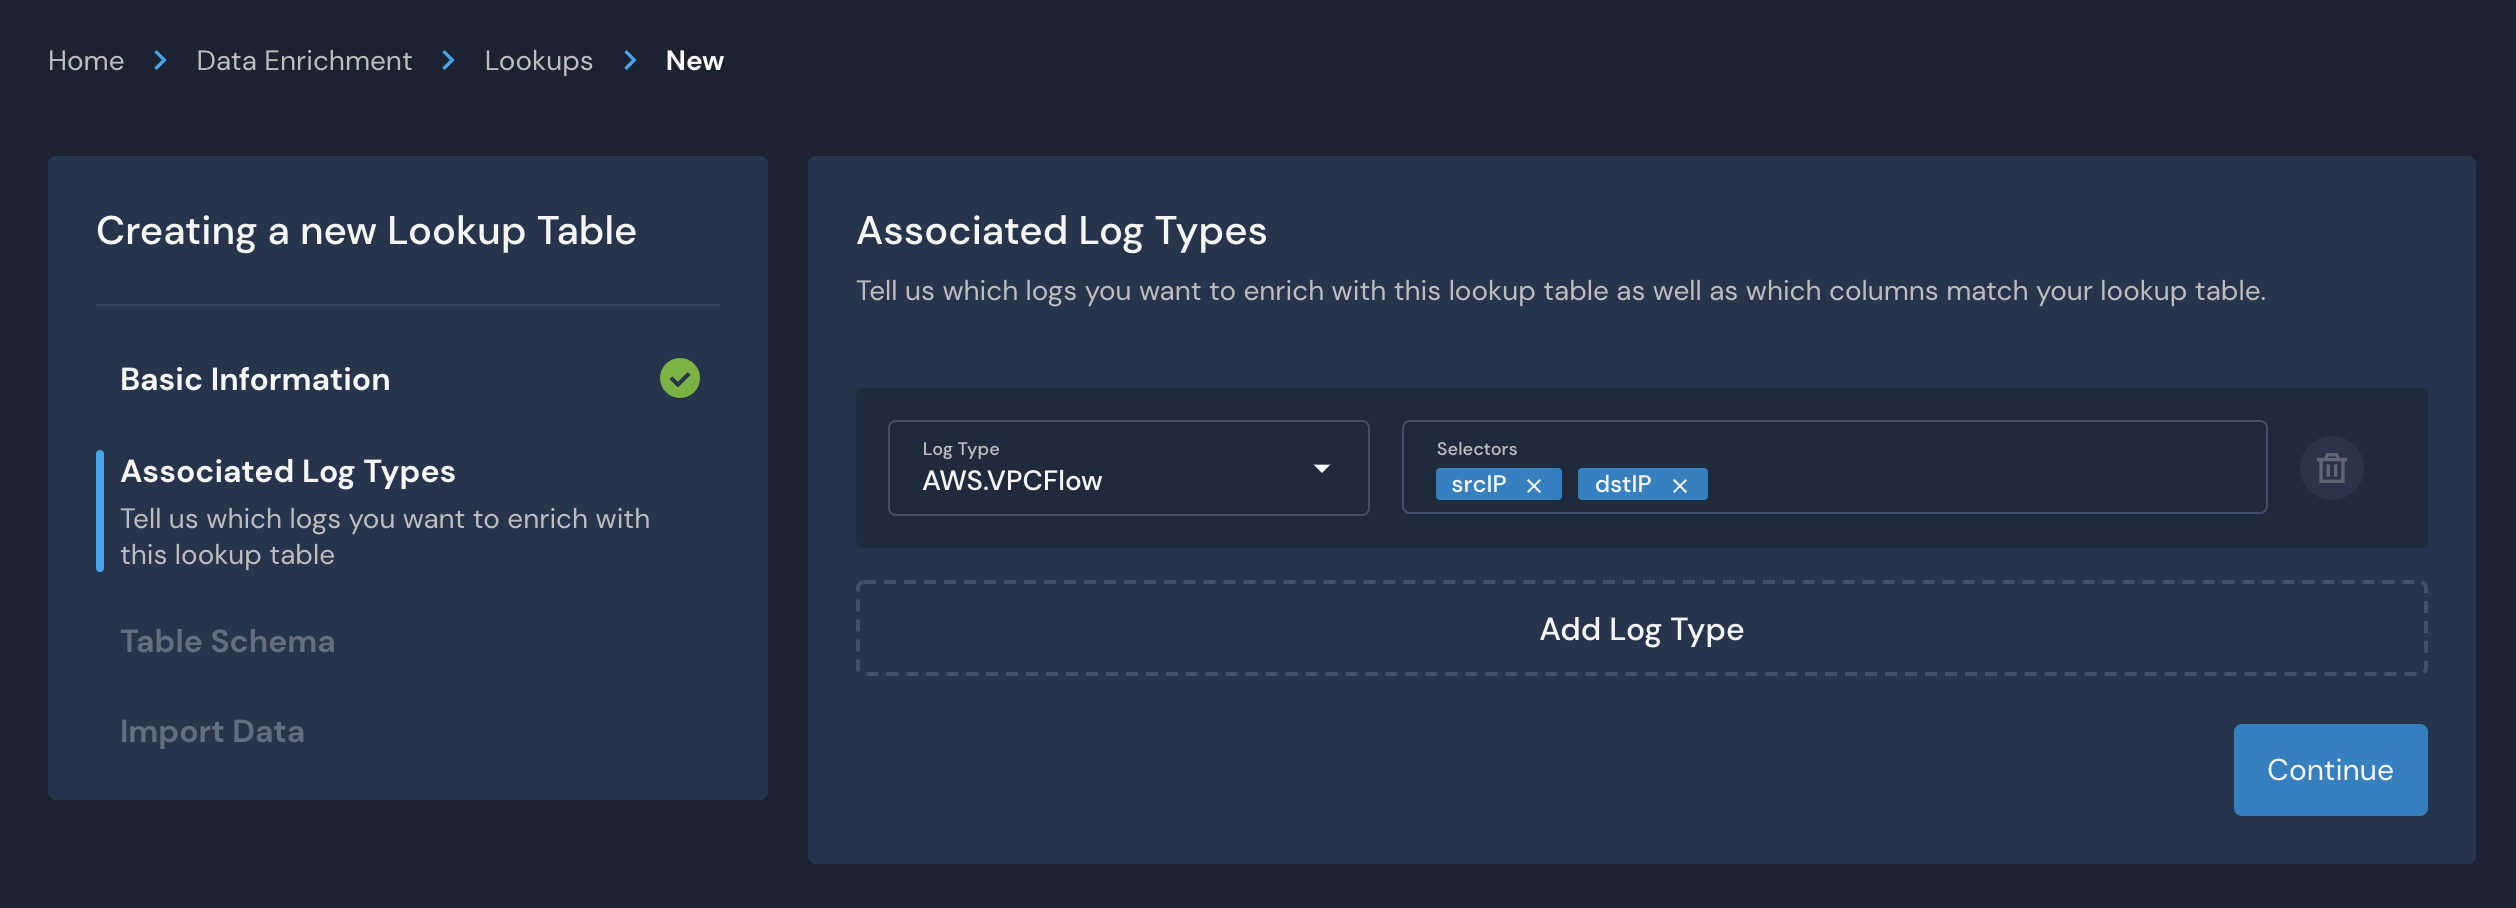 Home > Data Enrichment > Lookups > New
Creating a new Lookup Table
Basic Information
Associated Log Types
Tell us which logs you want to enrich with
this lookup table
Table Schema
Import Data
Associated Log Types
Tell us which logs you want to enrich with this lookup table as well as which columns match your lookup table.
Log Type
AWS.VPCFlow
Selectors
srcIP × dstIP ×
Add Log Type
Continue